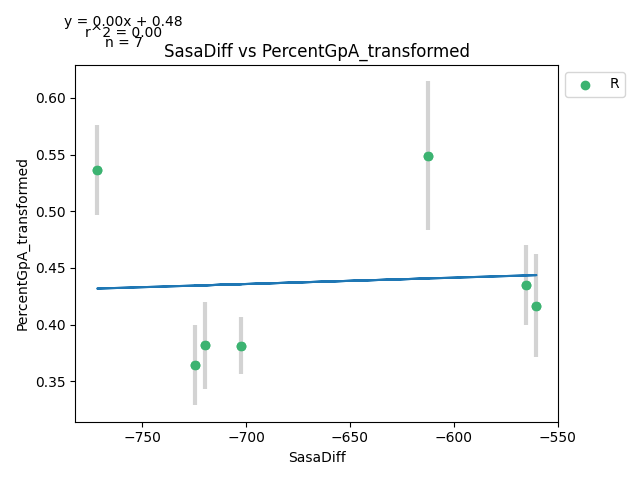 y = 0.00x + 0.48
r^2 = 0.00
n = 7
SasaDiff vs PercentGpA_transformed
R
PercentGpA_transformed
0.60
0.55
0.50
0.45
0.40
0.35
−750
−700
−650
−600
−550
SasaDiff